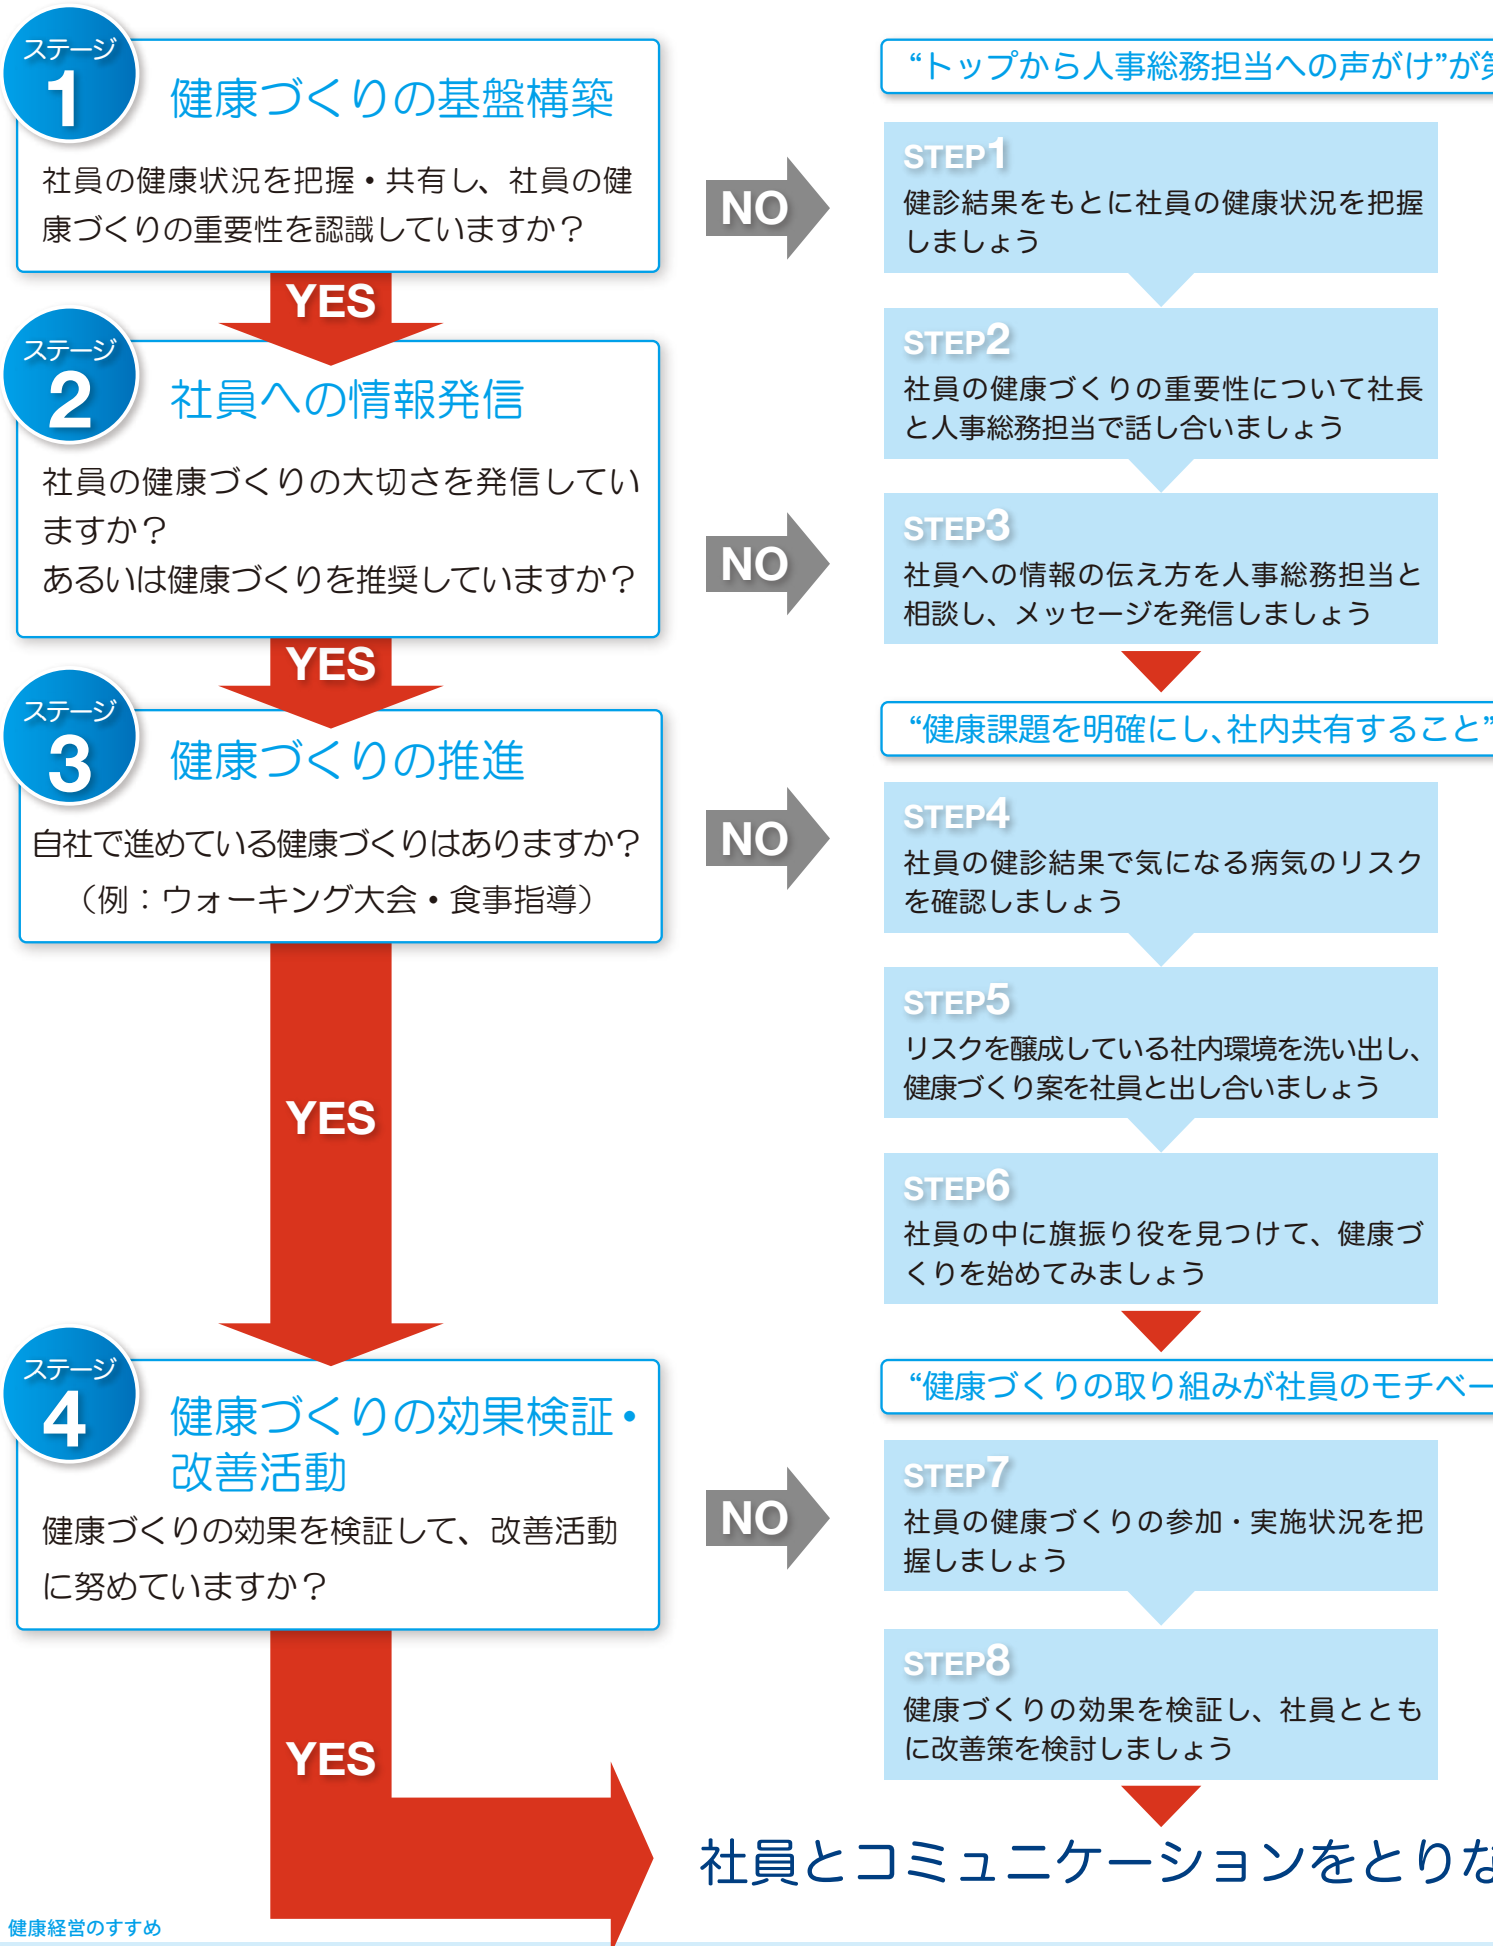 ステージ
1
健康づくりの基盤構築
社員の健康状況を把握・共有し、社員の健
康づくりの重要性を認識していますか？
NO
YES
ステージ
2
社員への情報発信
社員の健康づくりの大切さを発信してい
ますか？
あるいは健康づくりを推奨していますか？
NO
YES
ステージ
3
健康づくりの推進
自社で進めている健康づくりはありますか？
（例：ウォーキング大会・食事指導）
NO
YES
ステージ
4
健康づくりの効果検証・
改善活動
健康づくりの効果を検証して、改善活動
に努めていますか？
NO
YES
“トップから人事総務担当への声がけ”が
STEP1
健診結果をもとに社員の健康状況を把握
しましょう
STEP2
社員の健康づくりの重要性について社長
と人事総務担当で話し合いましょう
STEP3
社員への情報の伝え方を人事総務担当と
相談し、メッセージを発信しましょう
“健康課題を明確にし、社内共有すること”
STEP4
社員の健診結果で気になる病気のリスク
を確認しましょう
STEP5
リスクを醸成している社内環境を洗い出し、
健康づくり案を社員と出し合いましょう
STEP6
社員の中に旗振り役を見つけて、健康づ
くりを始めてみましょう
“健康づくりの取り組みが社員のモチベー
STEP7
社員の健康づくりの参加・実施状況を把
握しましょう
STEP8
健康づくりの効果を検証し、社員ととも
に改善策を検討しましょう
社員とコミュニケーションをとりな
健康経営のすすめ